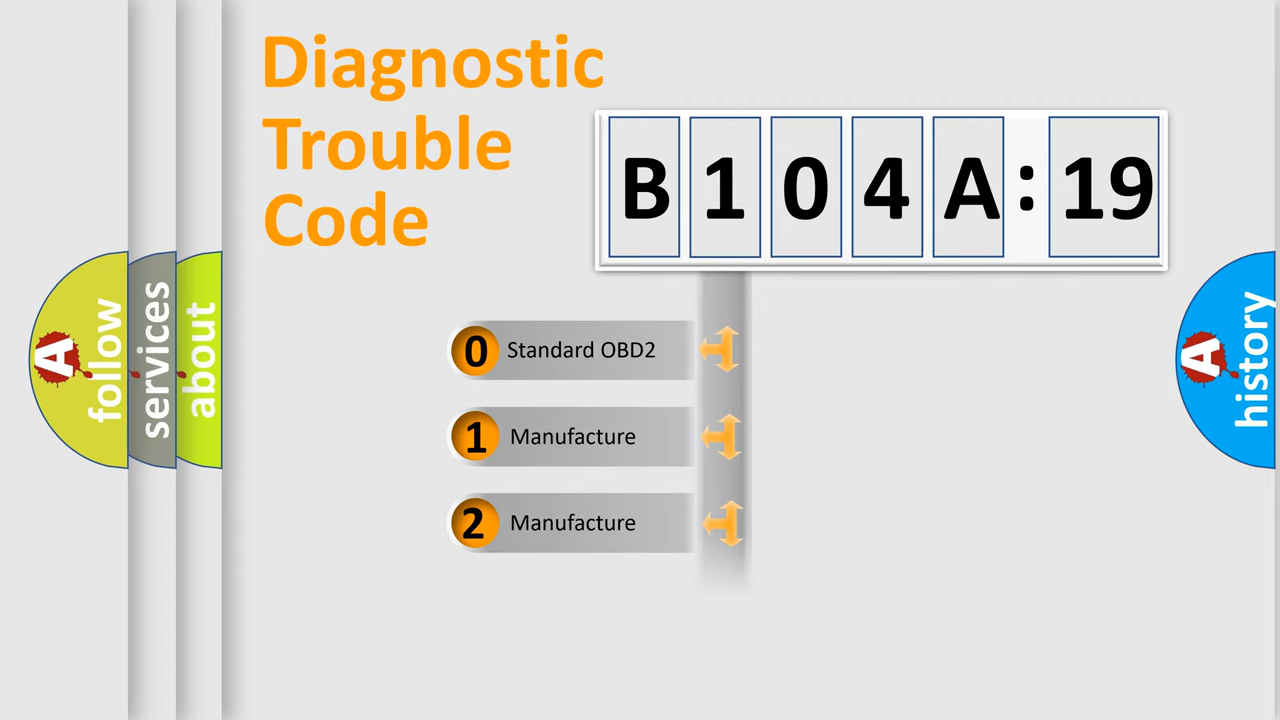 Diagnostic
Trouble
Code
B 1 0 4 A : 19
0 Standard OBD2
1 Manufacture
2 Manufacture
A follow
services
about
A history